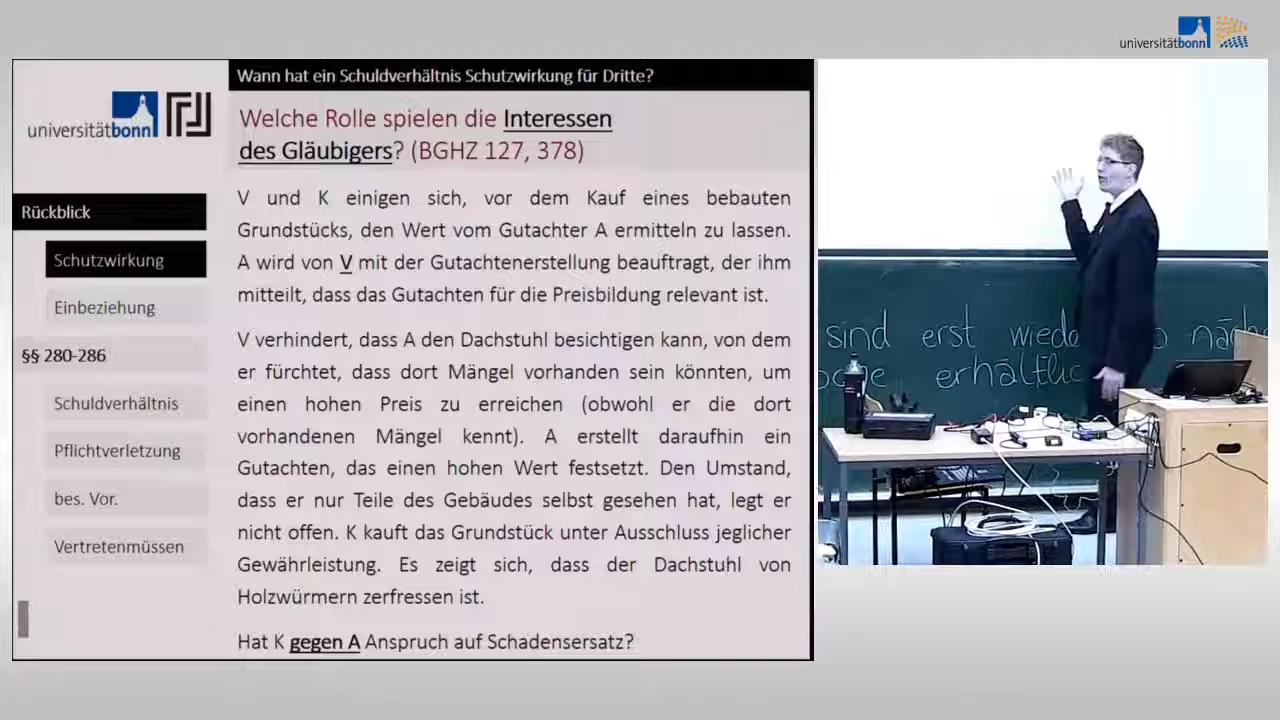 universitätbonn
Wann hat ein Schuldverhältnis Schutzwirkung für Dritte?
universitätbonn
Welche Rolle spielen die Interessen
des Gläubigers? (BGHZ 127, 378)
Rückblick
Schutzwirkung
Einbeziehung
§§ 280-286
Schuldverhältnis
Pflichtverletzung
bes. Vor.
Vertretenmüssen
V und K einigen sich, vor dem Kauf eines bebauten
Grundstücks, den Wert vom Gutachter A ermitteln zu lassen.
A wird von V mit der Gutachtenerstellung beauftragt, der ihm
mitteilt, dass das Gutachten für die Preisbildung relevant ist.
V verhindert, dass A den Dachstuhl besichtigen kann, von dem
er fürchtet, dass dort Mängel vorhanden sein könnten, um
einen hohen Preis zu erreichen (obwohl er die dort
vorhandenen Mängel kennt). A erstellt daraufhin ein
Gutachten, das einen hohen Wert festsetzt. Den Umstand,
dass er nur Teile des Gebäudes selbst gesehen hat, legt er
nicht offen. K kauft das Grundstück unter Ausschluss jeglicher
Gewährleistung. Es zeigt sich, dass der Dachstuhl von
Holzwürmern zerfressen ist.
Hat K gegen A Anspruch auf Schadensersatz?
sind erst wiede
erhältlic